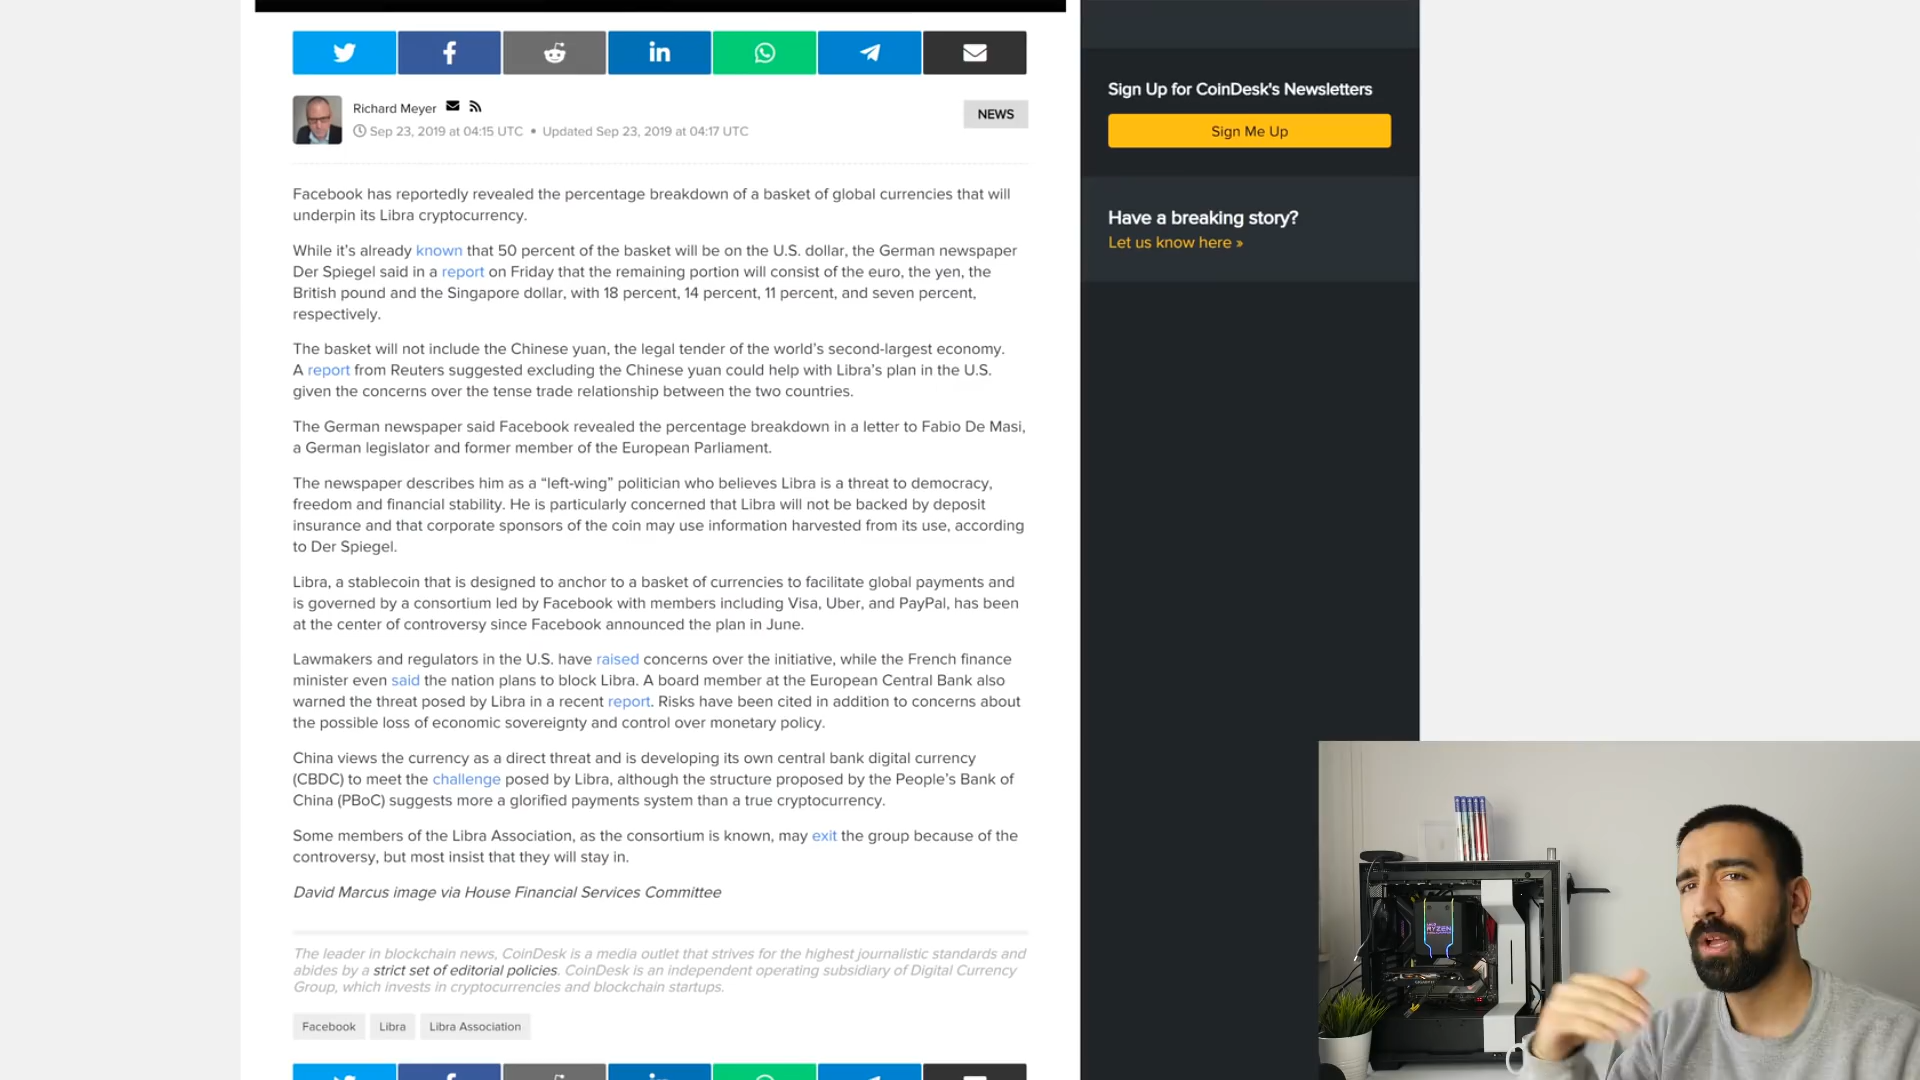 Richard Meyer
Sep 23, 2019 at 04:15 UTC • Updated Sep 23, 2019 at 04:17 UTC
NEWS
Facebook has reportedly revealed the percentage breakdown of a basket of global currencies that will
underpin its Libra cryptocurrency.
While it’s already known that 50 percent of the basket will be on the U.S. dollar, the German newspaper
Der Spiegel said in a report on Friday that the remaining portion will consist of the euro, the yen, the
British pound and the Singapore dollar, with 18 percent, 14 percent, 11 percent, and seven percent,
respectively.
The basket will not include the Chinese yuan, the legal tender of the world’s second-largest economy.
A report from Reuters suggested excluding the Chinese yuan could help with Libra’s plan in the U.S.
given the concerns over the tense trade relationship between the two countries.
The German newspaper said Facebook revealed the percentage breakdown in a letter to Fabio De Masi,
a German legislator and former member of the European Parliament.
The newspaper describes him as a “left-wing” politician who believes Libra is a threat to democracy,
freedom and financial stability. He is particularly concerned that Libra will not be backed by deposit
insurance and that corporate sponsors of the coin may use information harvested from its use, according
to Der Spiegel.
Libra, a stablecoin that is designed to anchor to a basket of currencies to facilitate global payments and
is governed by a consortium led by Facebook with members including Visa, Uber, and PayPal, has been
at the center of controversy since Facebook announced the plan in June.
Lawmakers and regulators in the U.S. have raised concerns over the initiative, while the French finance
minister even said the nation plans to block Libra. A board member at the European Central Bank also
warned the threat posed by Libra in a recent report. Risks have been cited in addition to concerns about
the possible loss of economic sovereignty and control over monetary policy.
China views the currency as a direct threat and is developing its own central bank digital currency
(CBDC) to meet the challenge posed by Libra, although the structure proposed by the People’s Bank of
China (PBoC) suggests more a glorified payments system than a true cryptocurrency.
Some members of the Libra Association, as the consortium is known, may exit the group because of the
controversy, but most insist that they will stay in.
David Marcus image via House Financial Services Committee
The leader in blockchain news, CoinDesk is a media outlet that strives for the highest journalistic standards and
abides by a strict set of editorial policies. CoinDesk is an independent operating subsidiary of Digital Currency
Group, which invests in cryptocurrencies and blockchain startups.
Facebook
Libra
Libra Association
Sign Up for CoinDesk's Newsletters
Sign Me Up
Have a breaking story?
Let us know here »
RYZEN